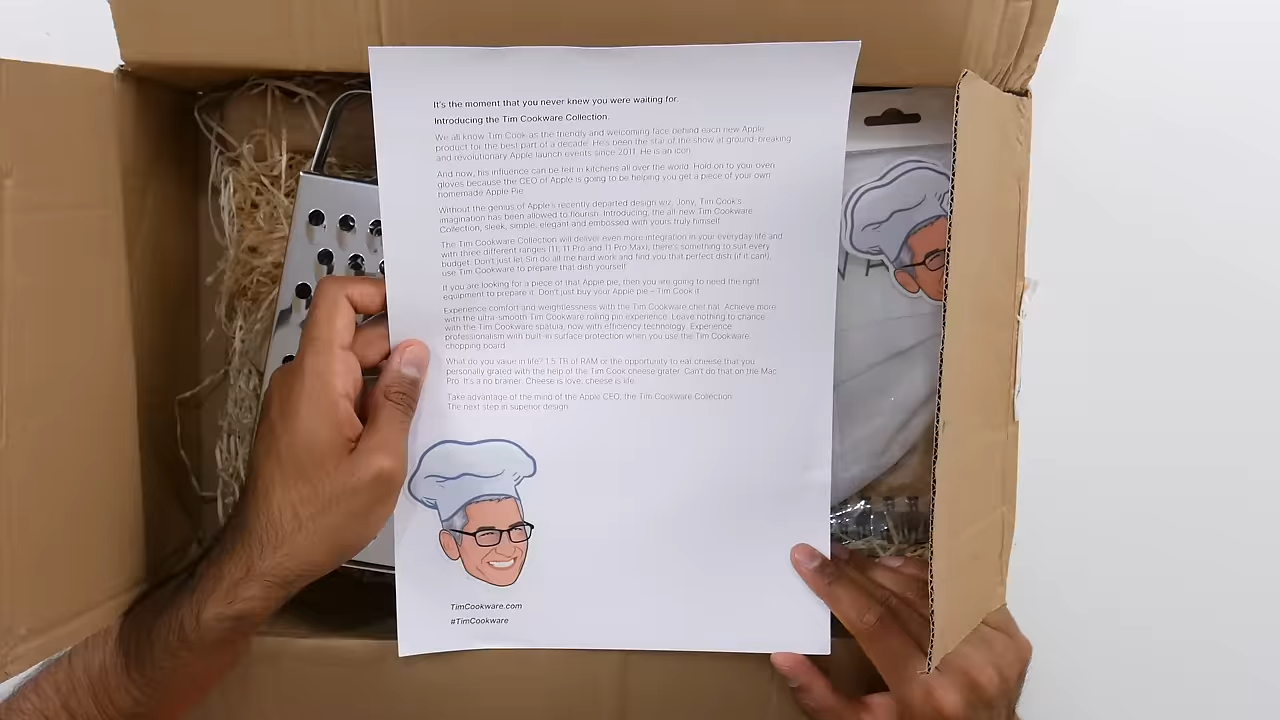 It's the moment that you never knew you were waiting for.
Introducing the Tim Cookware Collection.
We all know Tim Cook as the friendly and welcoming face behind each new Apple
product for the best part of a decade. He's been the star of the show at ground-breaking
and revolutionary Apple launch events since 2011. He is an icon.
And now, his influence can be felt in kitchens all over the world. Hold on to your oven
gloves because the CEO of Apple is going to be helping you get a piece of your own
homemade Apple Pie.
Without the genius of Apple's recently departed design wiz, Jony, Tim Cook's
imagination has been allowed to flourish. Introducing, the all-new Tim Cookware
Collection, sleek, simple, elegant and embossed with yours truly himself.
The Tim Cookware Collection will deliver even more integration in your everyday life and
with three different ranges (11, 11 Pro and 11 Pro Max), there's something to suit every
budget. Don't just let Siri do all the hard work and find you that perfect dish (if it can!),
use Tim Cookware to prepare that dish yourself.
If you are looking for a piece of that Apple pie, then you are going to need the right
equipment to prepare it. Don't just buy your Apple pie – Tim Cook it.
Experience comfort and weightlessness with the Tim Cookware chef hat. Achieve more
with the ultra-smooth Tim Cookware rolling pin experience. Leave nothing to chance
with the Tim Cookware spatula, now with efficiency technology. Experience
professionalism with built-in surface protection when you use the Tim Cookware
chopping board.
What do you value in life? 1.5 TB of RAM or the opportunity to eat cheese that you
personally grated with the help of the Tim Cook cheese grater. Can't do that on the Mac
Pro. It's a no brainer. Cheese is love, cheese is life.
Take advantage of the mind of the Apple CEO, the Tim Cookware Collection.
The next step in superior design.
TimCookware.com
#TimCookware